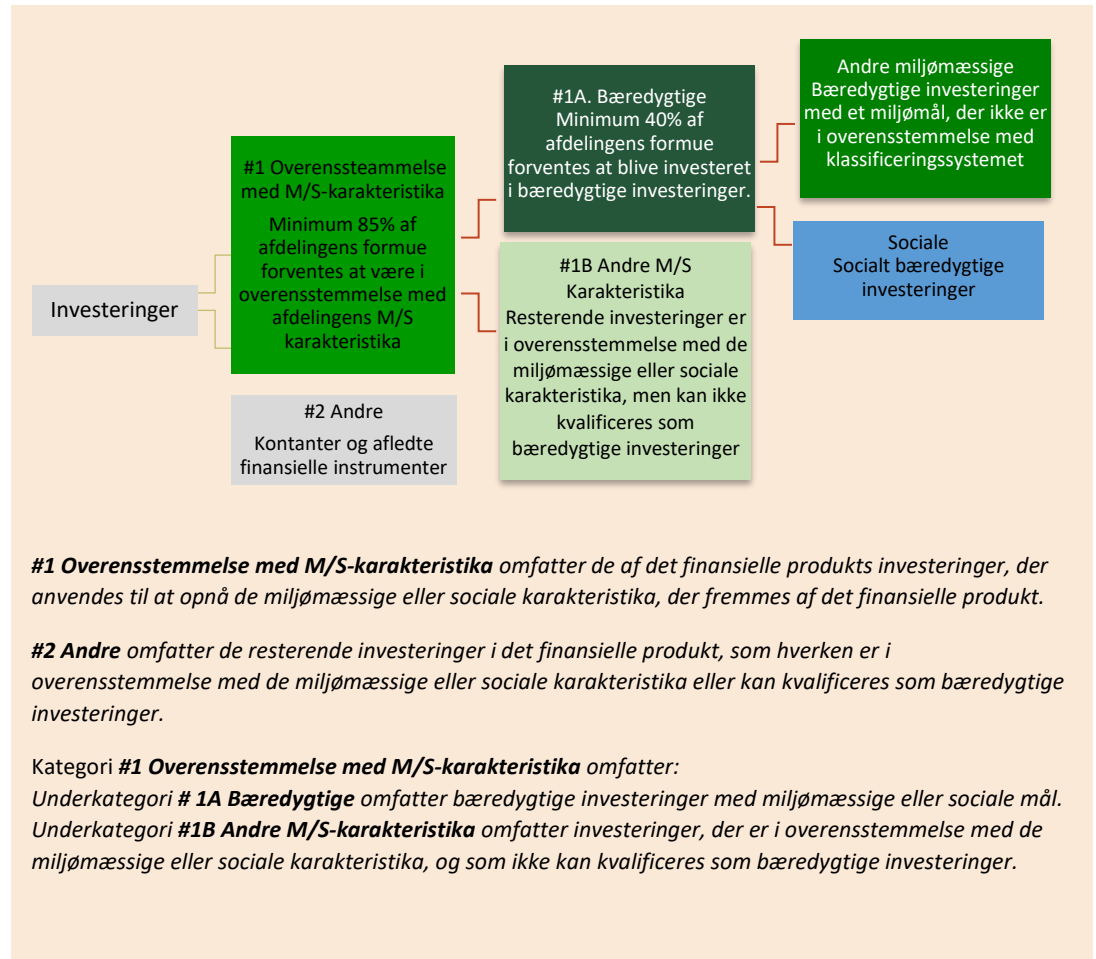 Investeringer
#1 Overenssteammelse
med M/S-karakteristika
Minimum 85% af
afdelingens formue
forventes at være i
overensstemmelse med
afdelingens M/S
karakteristika
#2 Andre
Kontanter og afledte
finansielle instrumenter
#1A. Bæredygtige
Minimum 40% af
afdelingens formue
forventes at blive investeret
i bæredygtige investeringer.
#1B Andre M/S
Karakteristika
Resterende investeringer er
i overensstemmelse med de
miljømæssige eller sociale
karakteristika, men kan ikke
kvalificeres som
bæredygtige investeringer
Andre miljømæssige
Bæredygtige investeringer
med et miljømål, der ikke er
i overensstemmelse med
klassificeringssystemet
Sociale
Socialt bæredygtige
investeringer
#1 Overensstemmelse med M/S-karakteristika omfatter de af det finansielle produkts investeringer, der
anvendes til at opnå de miljømæssige eller sociale karakteristika, der fremmes af det finansielle produkt.
#2 Andre omfatter de resterende investeringer i det finansielle produkt, som hverken er i
overensstemmelse med de miljømæssige eller sociale karakteristika eller kan kvalificeres som bæredygtige
investeringer.
Kategori #1 Overensstemmelse med M/S-karakteristika omfatter:
Underkategori # 1A Bæredygtige omfatter bæredygtige investeringer med miljømæssige eller sociale mål.
Underkategori #1B Andre M/S-karakteristika omfatter investeringer, der er i overensstemmelse med de
miljømæssige eller sociale karakteristika, og som ikke kan kvalificeres som bæredygtige investeringer.